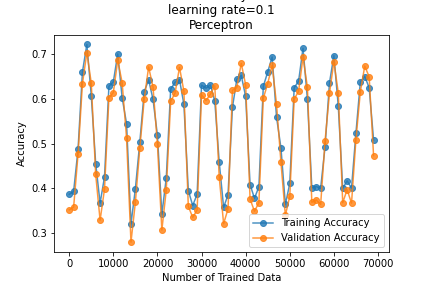 learning rate=0.1
Perceptron
0.7
0.6
0.5
0.4
0.3
Accuracy
Training Accuracy
Validation Accuracy
0 10000 20000 30000 40000 50000 60000 70000
Number of Trained Data